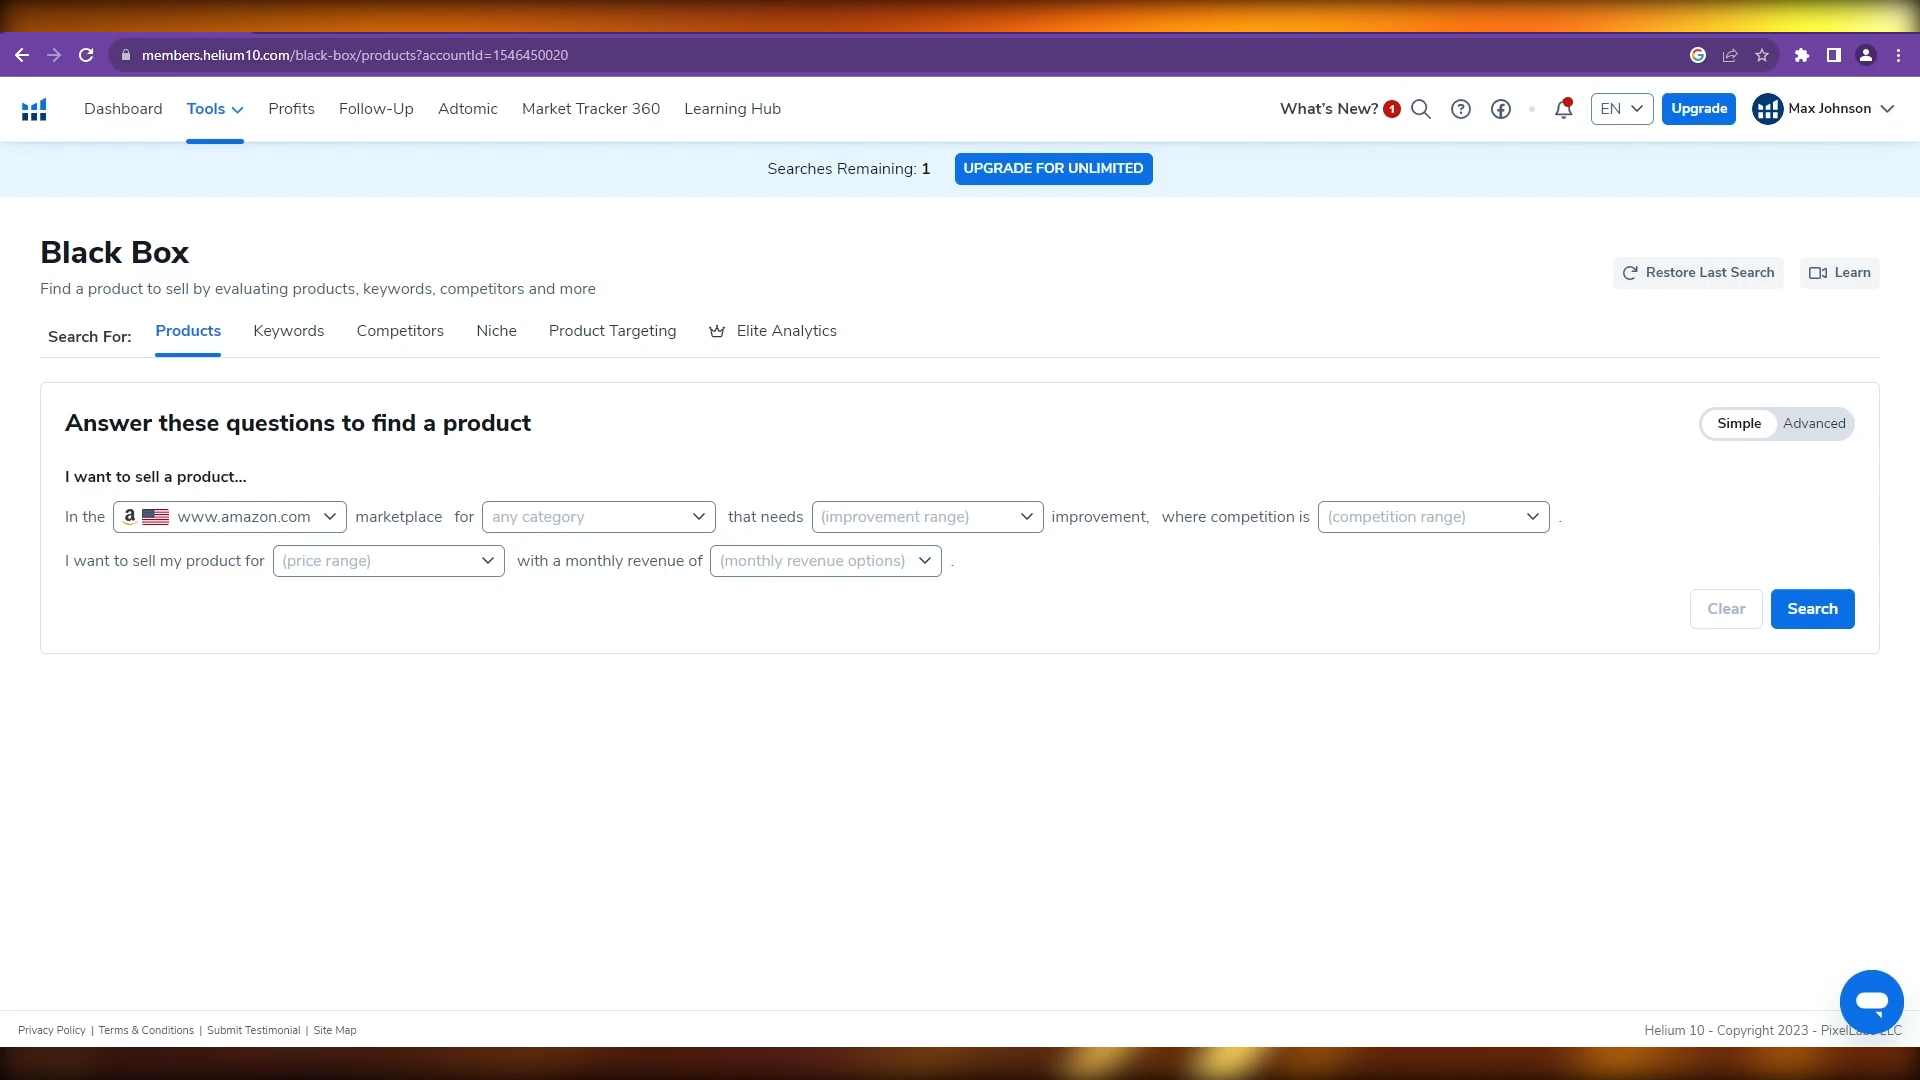 members.helium10.com/black-box/products?accountId=1546450020
Dashboard Tools Profits Follow-Up Adtomic Market Tracker 360 Learning Hub What's New? 1 EN Upgrade Max Johnson
Searches Remaining: 1 UPGRADE FOR UNLIMITED
Black Box
Find a product to sell by evaluating products, keywords, competitors and more
Restore Last Search Learn
Search For: Products Keywords Competitors Niche Product Targeting Elite Analytics
Answer these questions to find a product
Simple Advanced
I want to sell a product...
In the www.amazon.com marketplace for any category that needs (improvement range) improvement, where competition is (competition range) .
I want to sell my product for (price range) with a monthly revenue of (monthly revenue options) .
Clear Search
Privacy Policy | Terms & Conditions | Submit Testimonial | Site Map
Helium 10 - Copyright 2023 -